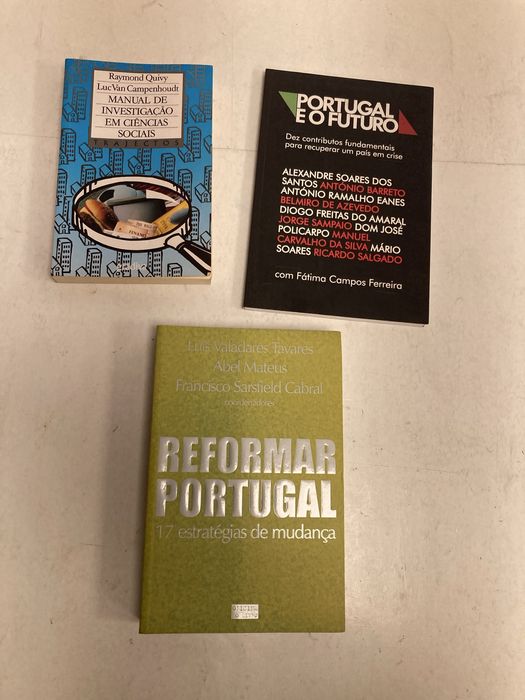 Raymond Quivy
Luc Van Campenhoudt
MANUAL DE
INVESTIGAÇÃO
EM CIÊNCIAS
SOCIAIS
TRAJECTOS
PORTUGAL
E O FUTURO
Dez contributos fundamentais
para recuperar um país em crise
ALEXANDRE SOARES DOS
SANTOS ANTÓNIO BARRETO
ANTÓNIO RAMALHO EANES
BELMIRO DE AZEVEDO
DIOGO FREITAS DO AMARAL
JORGE SAMPAIO DOM JOSÉ
POLICARPO MANUEL
CARVALHO DA SILVA MÁRIO
SOARES RICARDO SALGADO
com Fátima Campos Ferreira
Luís Valadares Tavares
Abel Mateus
Francisco Sarsfield Cabral
coordenadores
REFORMAR
PORTUGAL
17 estratégias de mudança
OFICINA
DO LIVRO